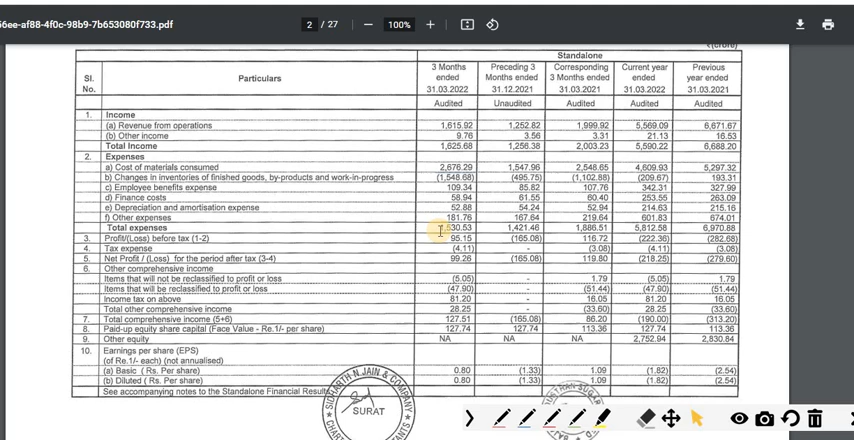 56ee-af88-4f0c-98b9-7b653080f733.pdf 2 / 27 100%
₹(crore)
Standalone
Sl. No. Particulars 3 Months ended 31.03.2022 Preceding 3 Months ended 31.12.2021 Corresponding 3 Months ended 31.03.2021 Current year ended 31.03.2022 Previous year ended 31.03.2021
Audited Unaudited Audited Audited Audited
1. Income
(a) Revenue from operations 1,615.92 1,252.82 1,999.92 5,569.09 6,671.67
(b) Other income 9.76 3.56 3.31 21.13 16.53
Total Income 1,625.68 1,256.38 2,003.23 5,590.22 6,688.20
2. Expenses
a) Cost of materials consumed 2,676.29 1,547.96 2,548.65 4,609.93 5,297.32
b) Changes in inventories of finished goods, by-products and work-in-progress (1,548.68) (495.75) (1,102.88) (209.67) 193.31
c) Employee benefits expense 109.34 85.82 107.76 342.31 327.99
d) Finance costs 58.94 61.55 60.40 253.55 263.09
e) Depreciation and amortisation expense 52.88 54.24 52.94 214.63 215.16
f) Other expenses 181.76 167.64 219.64 601.83 674.01
Total expenses 1,530.53 1,421.46 1,886.51 5,812.58 6,970.88
3. Profit/(Loss) before tax (1-2) 95.15 (165.08) 116.72 (222.36) (282.68)
4. Tax expense (4.11) - (3.08) (4.11) (3.08)
5. Net Profit / (Loss) for the period after tax (3-4) 99.26 (165.08) 119.80 (218.25) (279.60)
6. Other comprehensive income
Items that will not be reclassified to profit or loss (5.05) - 1.79 (5.05) 1.79
Items that will be reclassified to profit or loss (47.90) - (51.44) (47.90) (51.44)
Income tax on above 81.20 - 16.05 81.20 16.05
Total other comprehensive income 28.25 - (33.60) 28.25 (33.60)
7. Total comprehensive income (5+6) 127.51 (165.08) 86.20 (190.00) (313.20)
8. Paid-up equity share capital (Face Value - Re.1/- per share) 127.74 127.74 113.36 127.74 113.36
9. Other equity NA NA NA 2,752.94 2,830.84
10. Earnings per share (EPS)
(of Re.1/- each) (not annualised)
(a) Basic ( Rs. Per share) 0.80 (1.33) 1.09 (1.82) (2.54)
(b) Diluted ( Rs. Per share) 0.80 (1.33) 1.09 (1.82) (2.54)
See accompanying notes to the Standalone Financial
N JAIN & COMPANY
SURAT